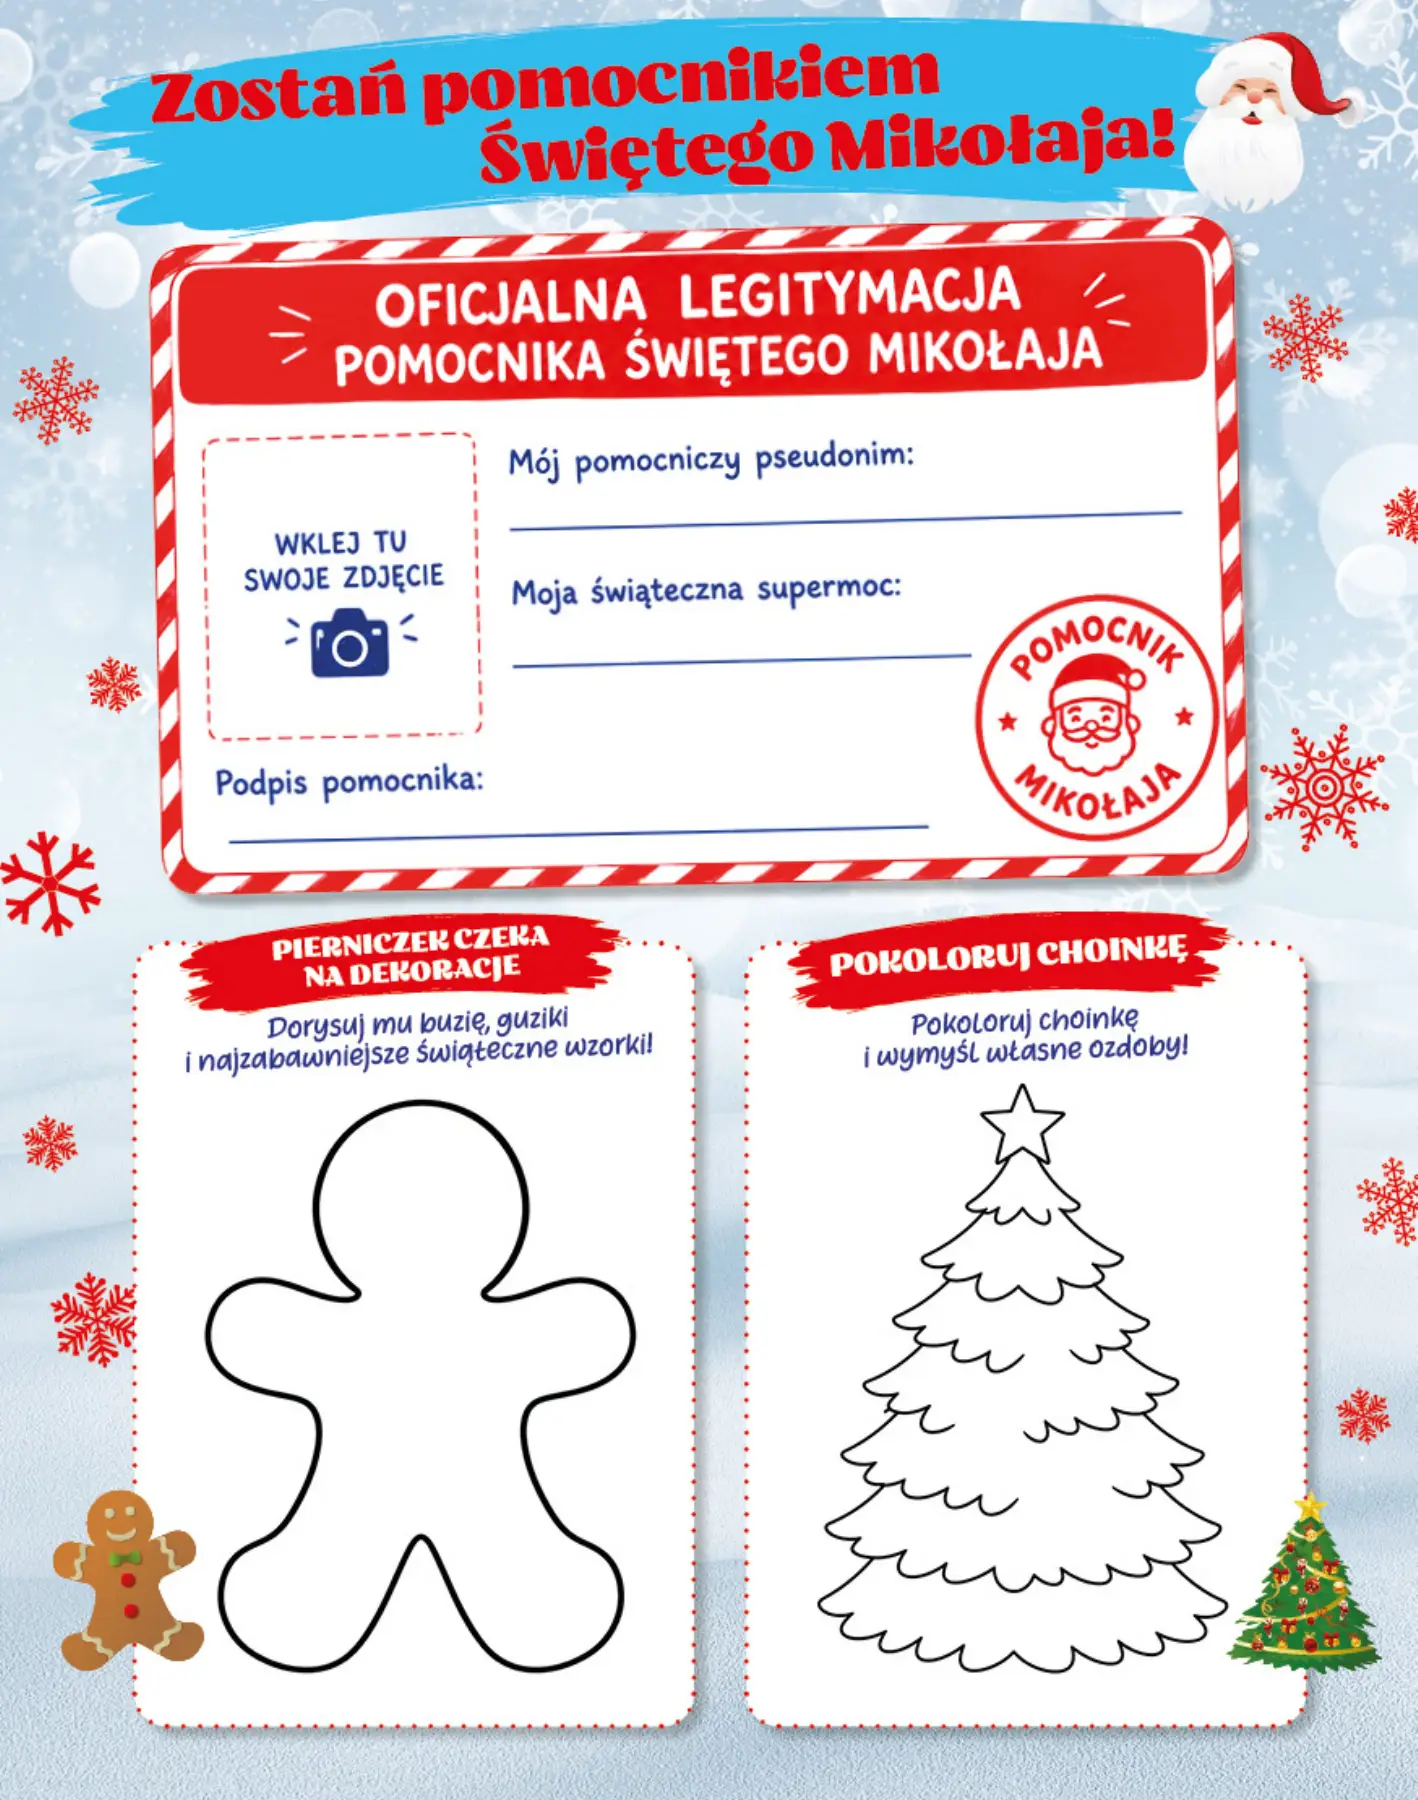 Zostań pomocnikiem
Świętego Mikołaja!
OFICJALNA LEGITYMACJA
POMOCNIKA ŚWIĘTEGO MIKOŁAJA
WKLEJ TU
SWOJE ZDJĘCIE
Mój pomocniczy pseudonim:
Moja świąteczna supermoc:
POMOCNIK
MIKOŁAJA
Podpis pomocnika:
PIERNICZEK CZEKA
NA DEKORACJE
Dorysuj mu buzię, guziki
i najzabawniejsze świąteczne wzorki!
POKOLORUJ CHOINKĘ
Pokoloruj choinkę
i wymyśl własne ozdoby!